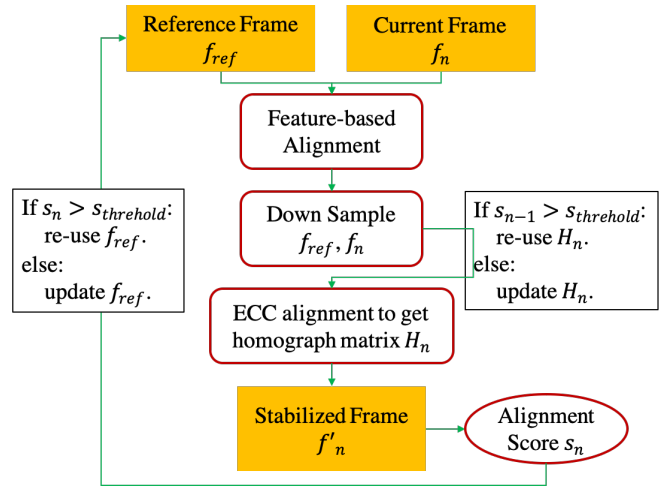 Reference Frame
f_ref
Current Frame
f_n
Feature-based
Alignment
If s_n > s_threhold:
re-use f_ref.
else:
update f_ref.
Down Sample
f_ref, f_n
If s_{n−1} > s_threhold:
re-use H_n.
else:
update H_n.
ECC alignment to get
homograph matrix H_n
Stabilized Frame
f'_n
Alignment
Score s_n